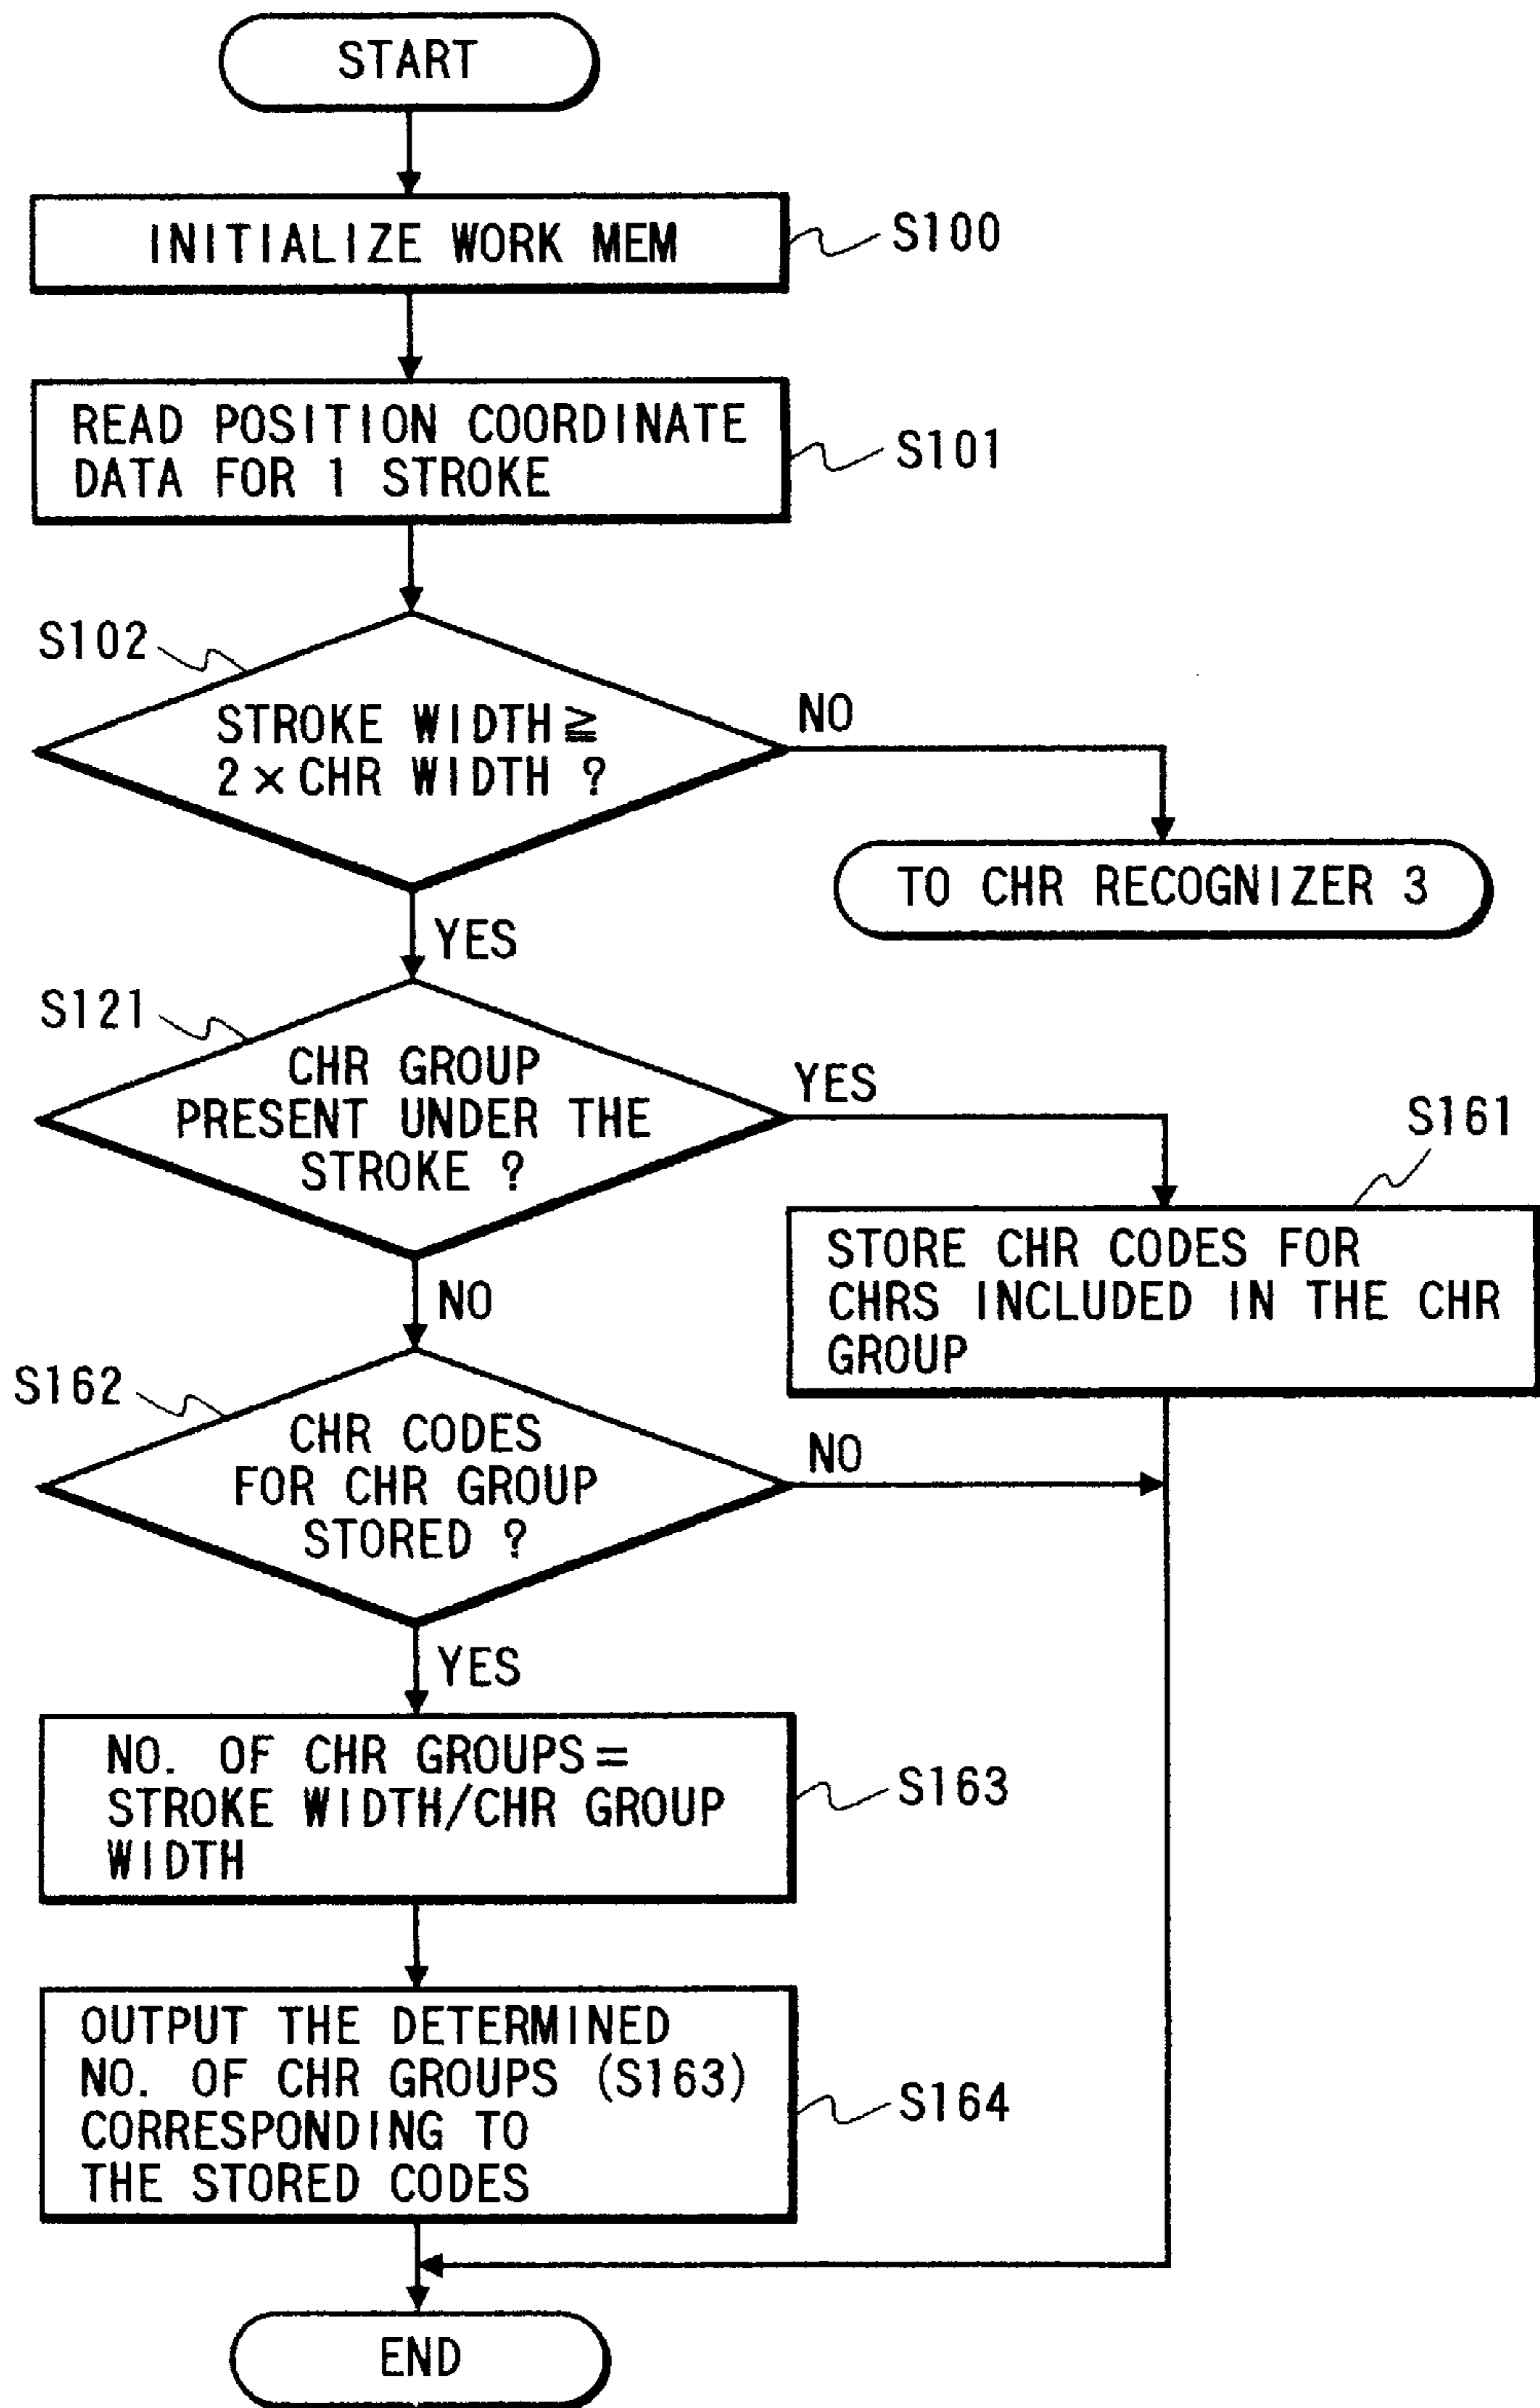 START
INITIALIZE WORK MEM
S100
READ POSITION COORDINATE
DATA FOR 1 STROKE
S101
S102
STROKE WIDTH≧
2×CHR WIDTH ?
NO
TO CHR RECOGNIZER 3
YES
S121
CHR GROUP
PRESENT UNDER THE
STROKE ?
YES
S161
STORE CHR CODES FOR
CHRS INCLUDED IN THE CHR
GROUP
NO
S162
CHR CODES
FOR CHR GROUP
STORED ?
NO
YES
NO. OF CHR GROUPS=
STROKE WIDTH/CHR GROUP
WIDTH
S163
OUTPUT THE DETERMINED
NO. OF CHR GROUPS (S163)
CORRESPONDING TO
THE STORED CODES
S164
END